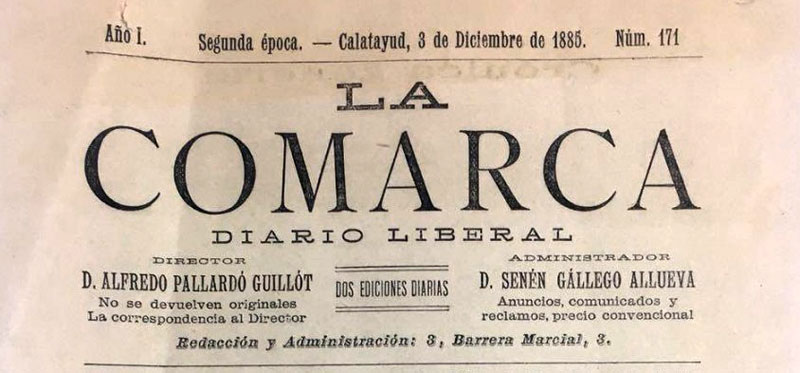 Año I. Segunda época. — Calatayud, 3 de Diciembre de 1885. Núm. 171
LA
COMARCA
DIARIO LIBERAL
DIRECTOR
D. ALFREDO PALLARDÓ GUILLÓT
No se devuelven originales
La correspondencia al Director
DOS EDICIONES DIARIAS
ADMINISTRADOR
D. SENÉN GÁLLEGO ALLUEVA
Anuncios, comunicados y
reclamos, precio convencional
Redacción y Administración: 3, Barrera Marcial, 3.